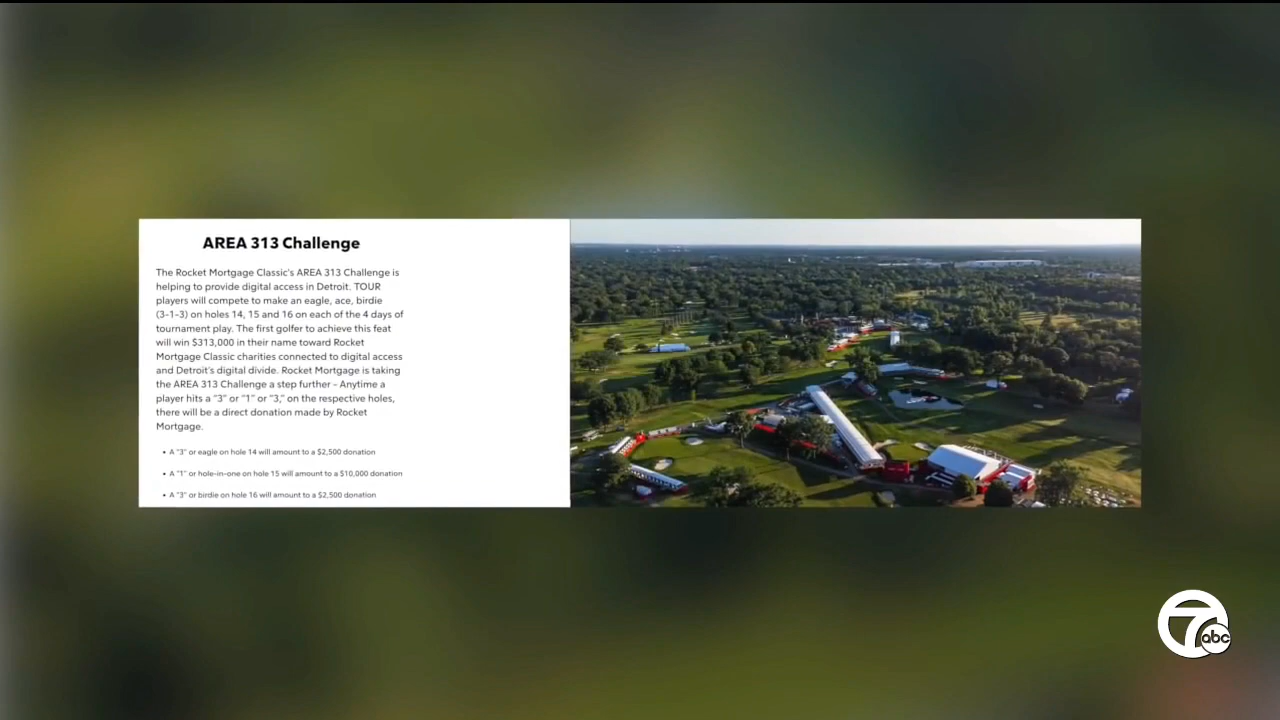 AREA 313 Challenge
The Rocket Mortgage Classic's AREA 313 Challenge is
helping to provide digital access in Detroit. TOUR
players will compete to make an eagle, ace, birdie
(3-1-3) on holes 14, 15 and 16 on each of the 4 days of
tournament play. The first golfer to achieve this feat
will win $313,000 in their name toward Rocket
Mortgage Classic charities connected to digital access
and Detroit's digital divide. Rocket Mortgage is taking
the AREA 313 Challenge a step further - Anytime a
player hits a "3" or "1" or "3," on the respective holes,
there will be a direct donation made by Rocket
Mortgage.
• A "3" or eagle on hole 14 will amount to a $2,500 donation
• A "1" or hole-in-one on hole 15 will amount to a $10,000 donation
• A "3" or birdie on hole 16 will amount to a $2,500 donation
7 abc